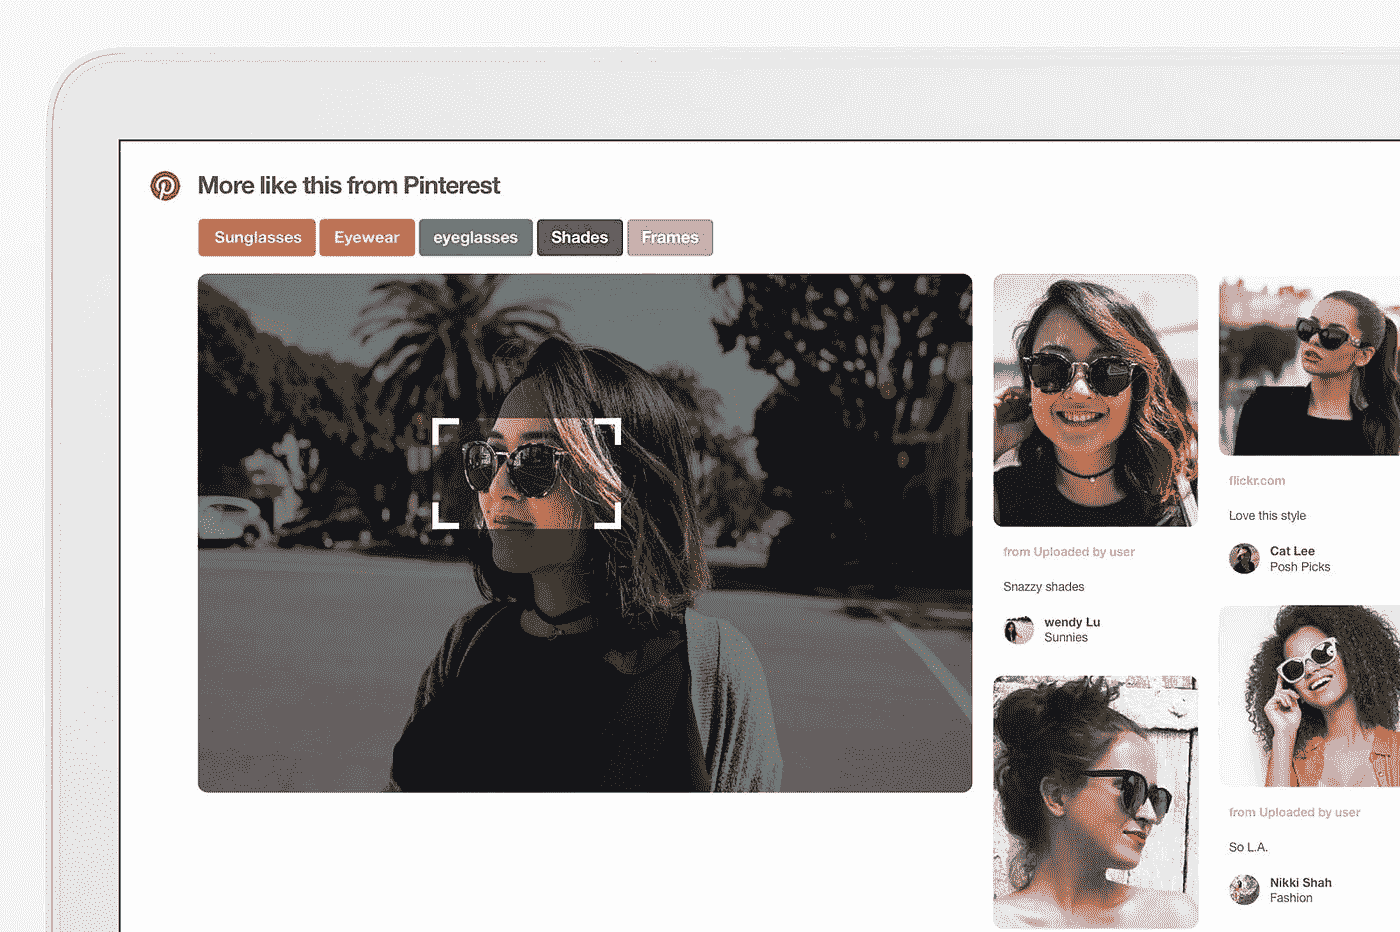 More like this from Pinterest
Sunglasses
Eyewear
eyeglasses
Shades
Frames
from Uploaded by user
Snazzy shades
wendy Lu
Sunnies
flickr.com
Love this style
Cat Lee
Posh Picks
from Uploaded by user
So L.A.
Nikki Shah
Fashion